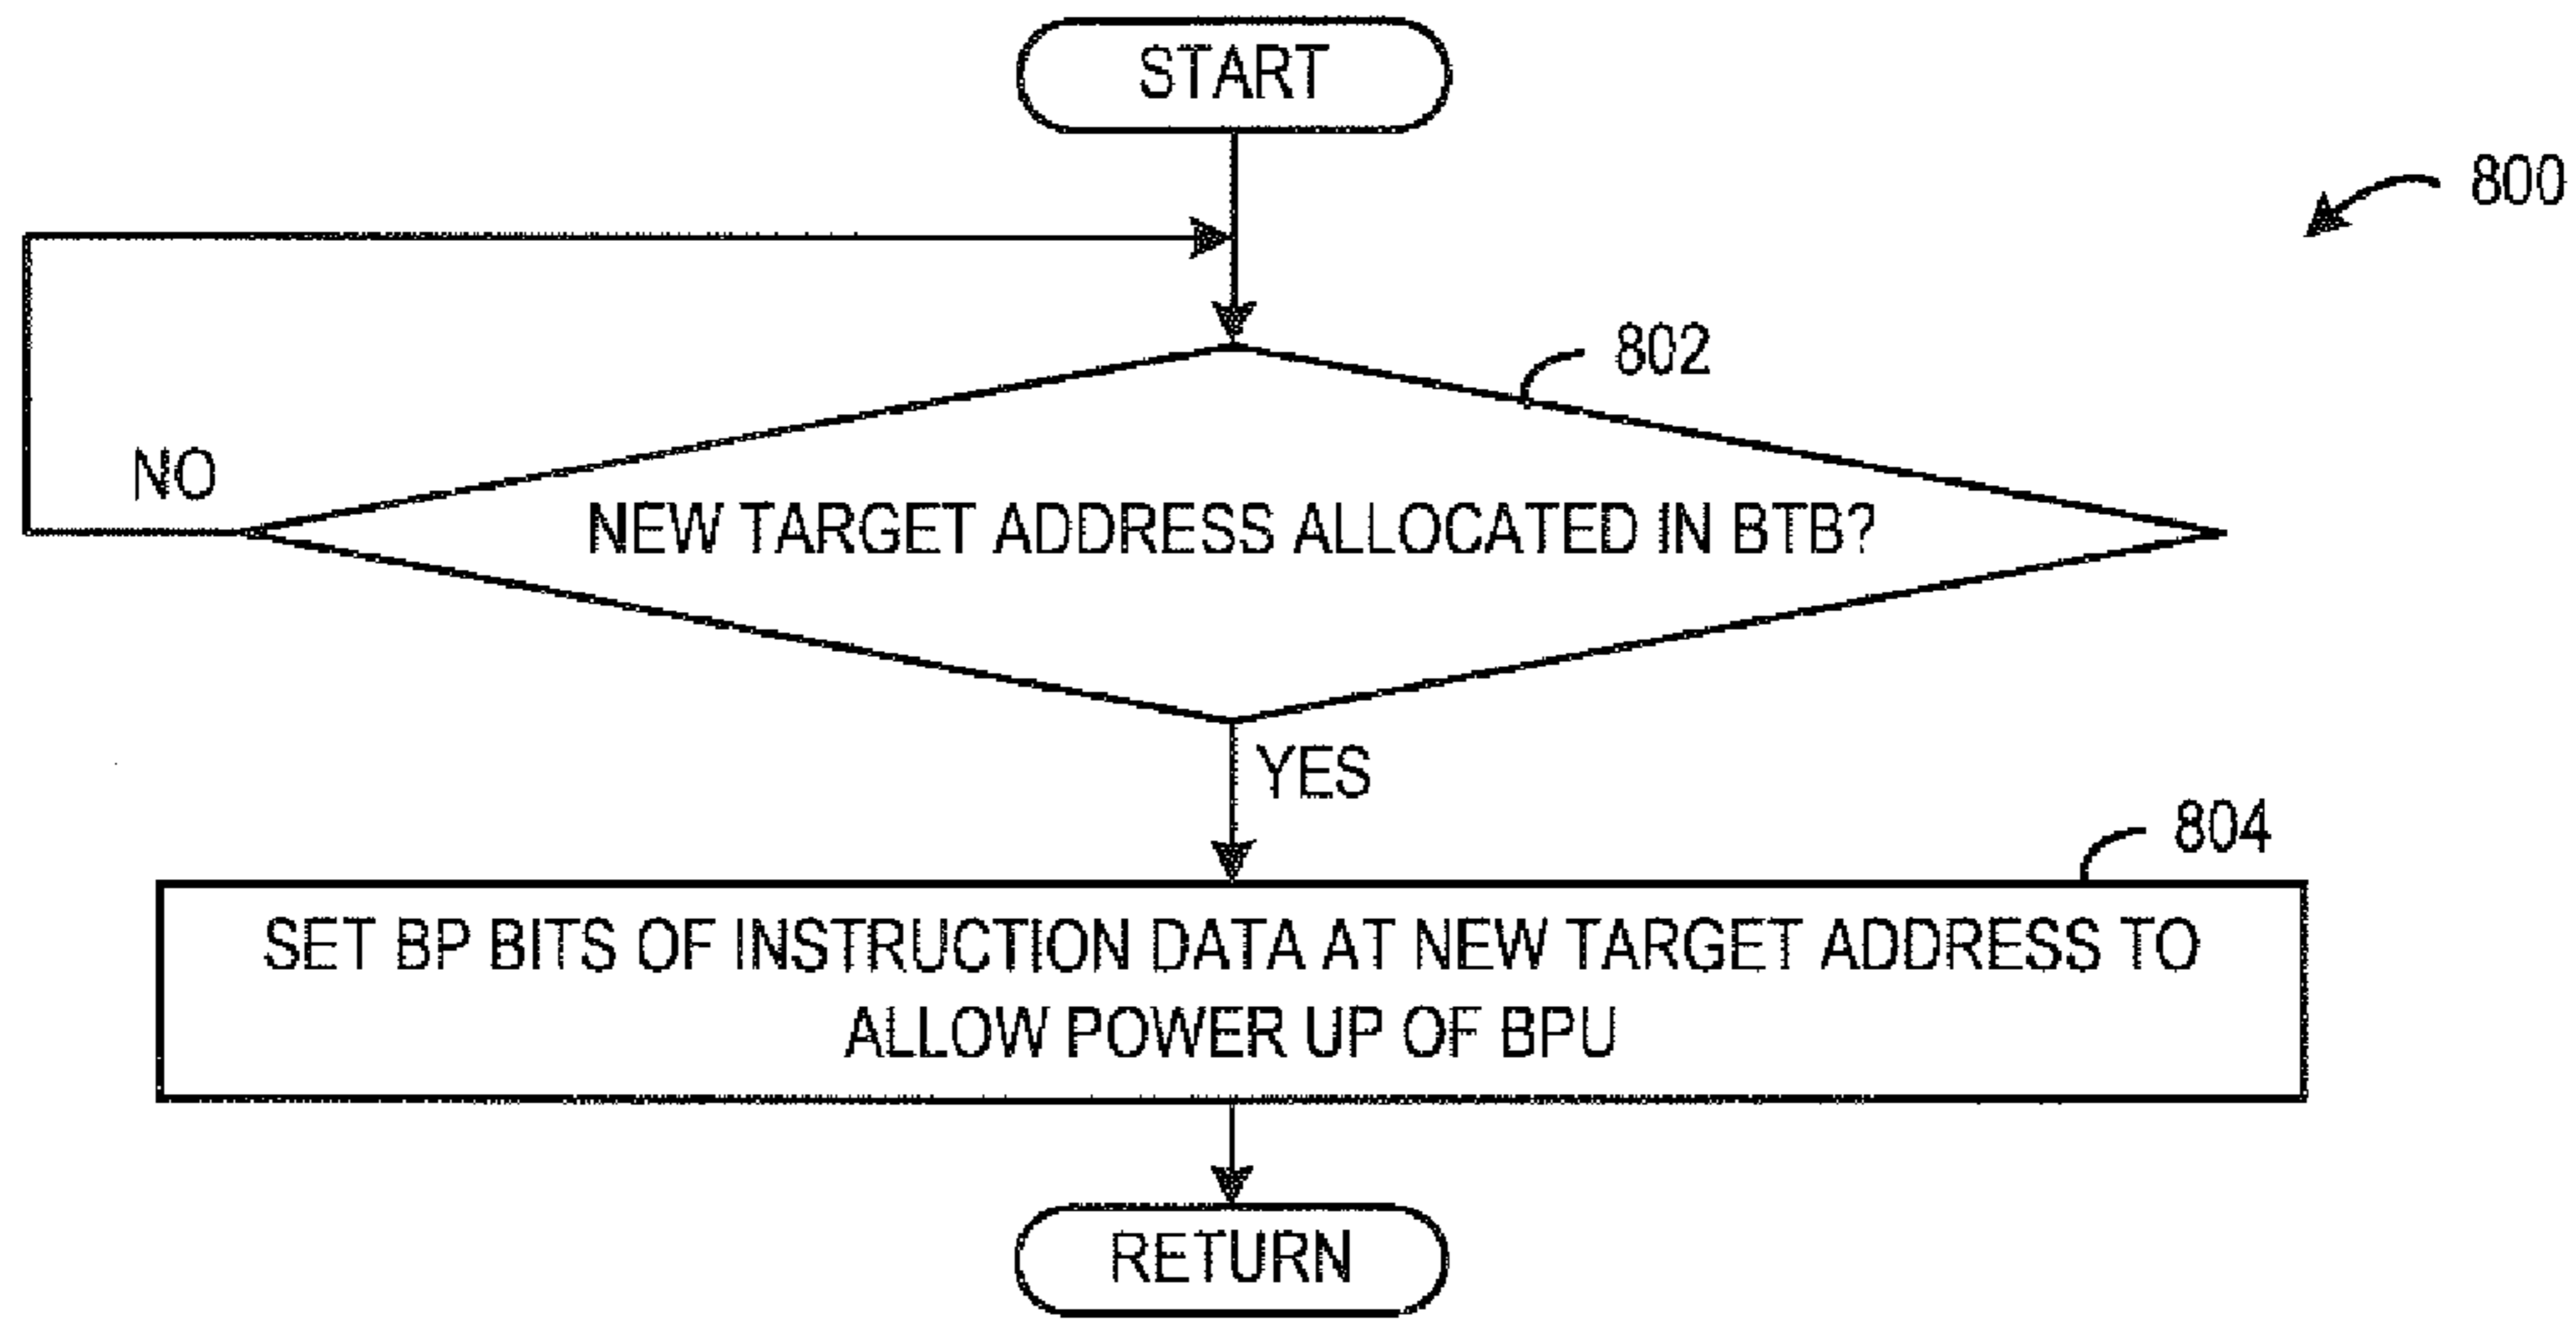 START
800
802
NO
NEW TARGET ADDRESS ALLOCATED IN BTB?
YES
804
SET BP BITS OF INSTRUCTION DATA AT NEW TARGET ADDRESS TO
ALLOW POWER UP OF BPU
RETURN